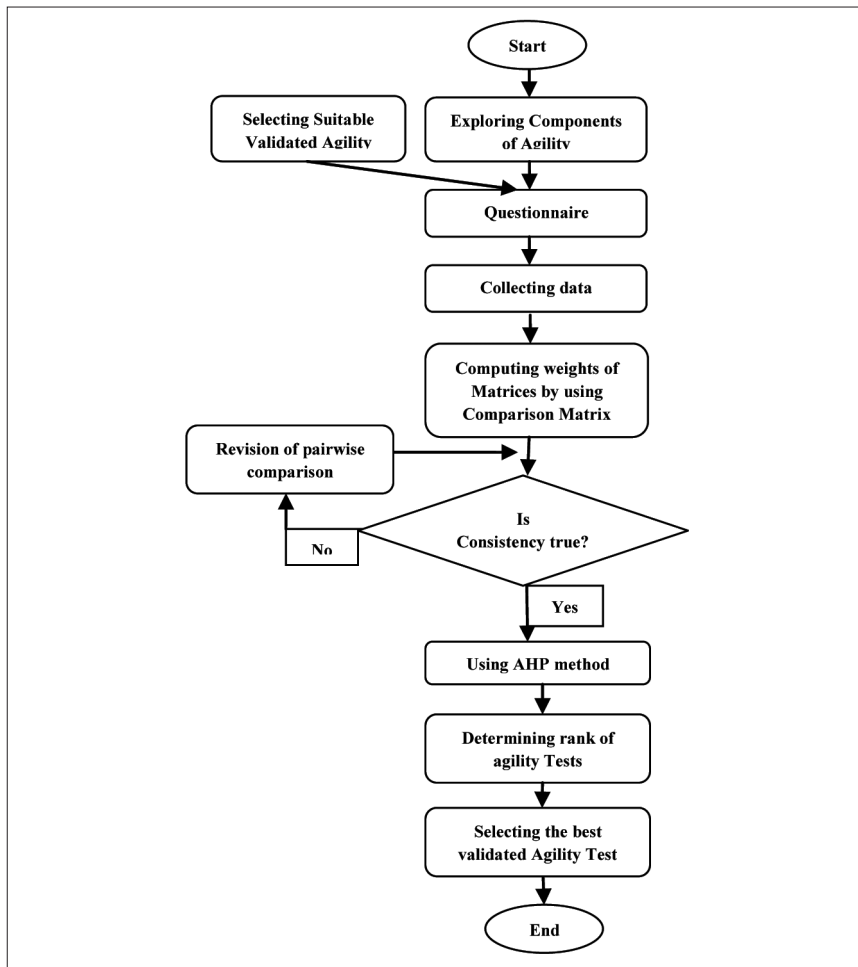 Start
Selecting Suitable
Validated Agility
Exploring Components
of Agility
Questionnaire
Collecting data
Computing weights of
Matrices by using
Comparison Matrix
Revision of pairwise
comparison
Is
Consistency true?
No
Yes
Using AHP method
Determining rank of
agility Tests
Selecting the best
validated Agility Test
End